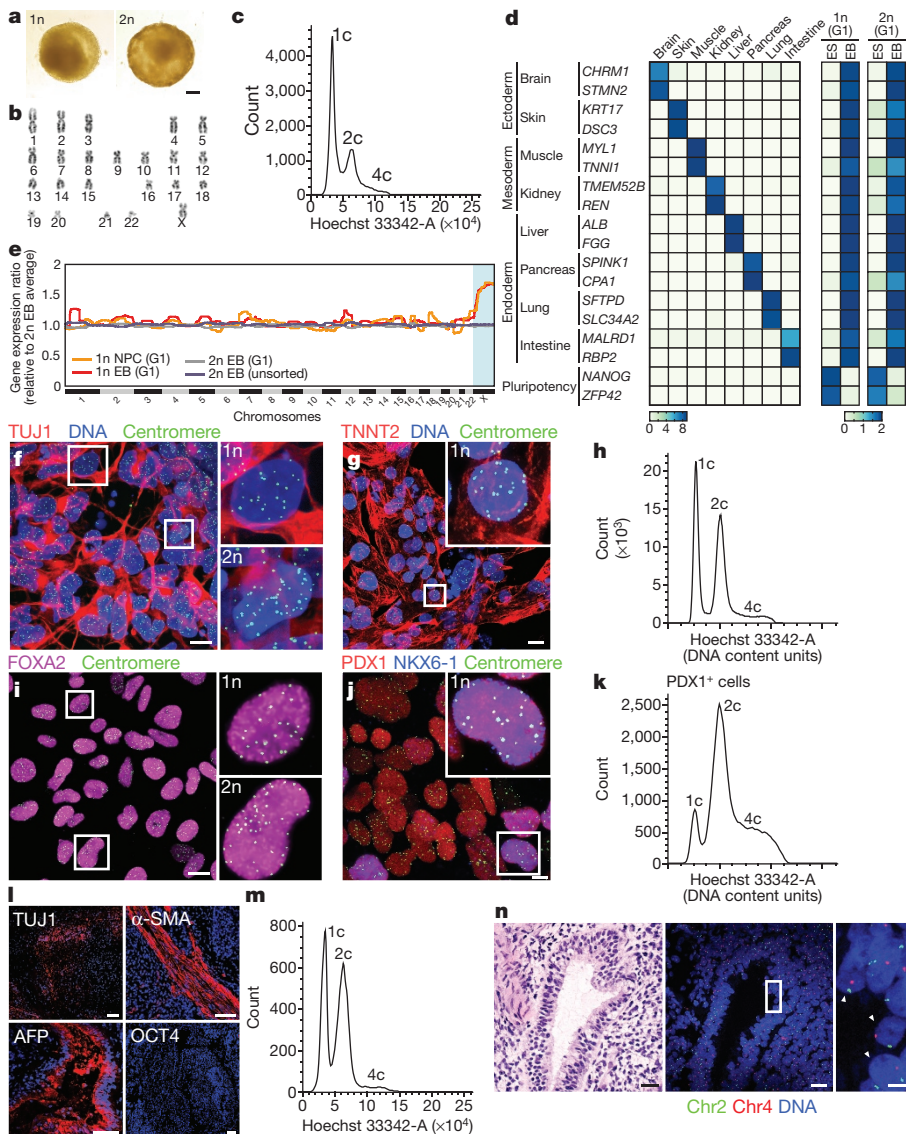 a
1n
2n
b
1 2 3 4 5
6 7 8 9 10 11 12
13 14 15 16 17 18
19 20 21 22 X
c
Count
4,000
2,000
1,000
0
1c
2c
4c
0 5 10 15 20 25
Hoechst 33342-A (×10⁴)
d
Brain Skin Muscle Kidney Liver Pancreas Lung Intestine
1n (G1)
2n (G1)
ES EB ES EB
Ectoderm
Brain
CHRM1
STMN2
Skin
KRT17
DSC3
Mesoderm
Muscle
MYL1
TNNI1
Kidney
TMEM52B
REN
Endoderm
Liver
ALB
FGG
Pancreas
SPINK1
CPA1
Lung
SFTPD
SLC34A2
Intestine
MALRD1
RBP2
Pluripotency
NANOG
ZFP42
0 4 8
0 1 2
e
Gene expression ratio
(relative to 2n EB average)
2
1.5
1.0
0.5
0
1n NPC (G1)
1n EB (G1)
2n EB (G1)
2n EB (unsorted)
1 2 3 4 5 6 7 8 9 10 11 12 13 14 15 16 17 18 19 20 21 22 X
Chromosomes
TUJ1 DNA Centromere
f
1n
2n
TNNT2 DNA Centromere
g
1n
h
Count
(×10³)
20
15
10
5
0
1c
2c
4c
Hoechst 33342-A
(DNA content units)
FOXA2 Centromere
i
1n
2n
PDX1 NKX6-1 Centromere
j
1n
k
PDX1⁺ cells
Count
2,500
2,000
1,500
1,000
500
0
1c
2c
4c
Hoechst 33342-A
(DNA content units)
l
TUJ1
α-SMA
AFP
OCT4
m
Count
800
600
400
200
0
1c
2c
4c
0 5 10 15 20 25
Hoechst 33342-A (×10⁴)
n
Chr2 Chr4 DNA